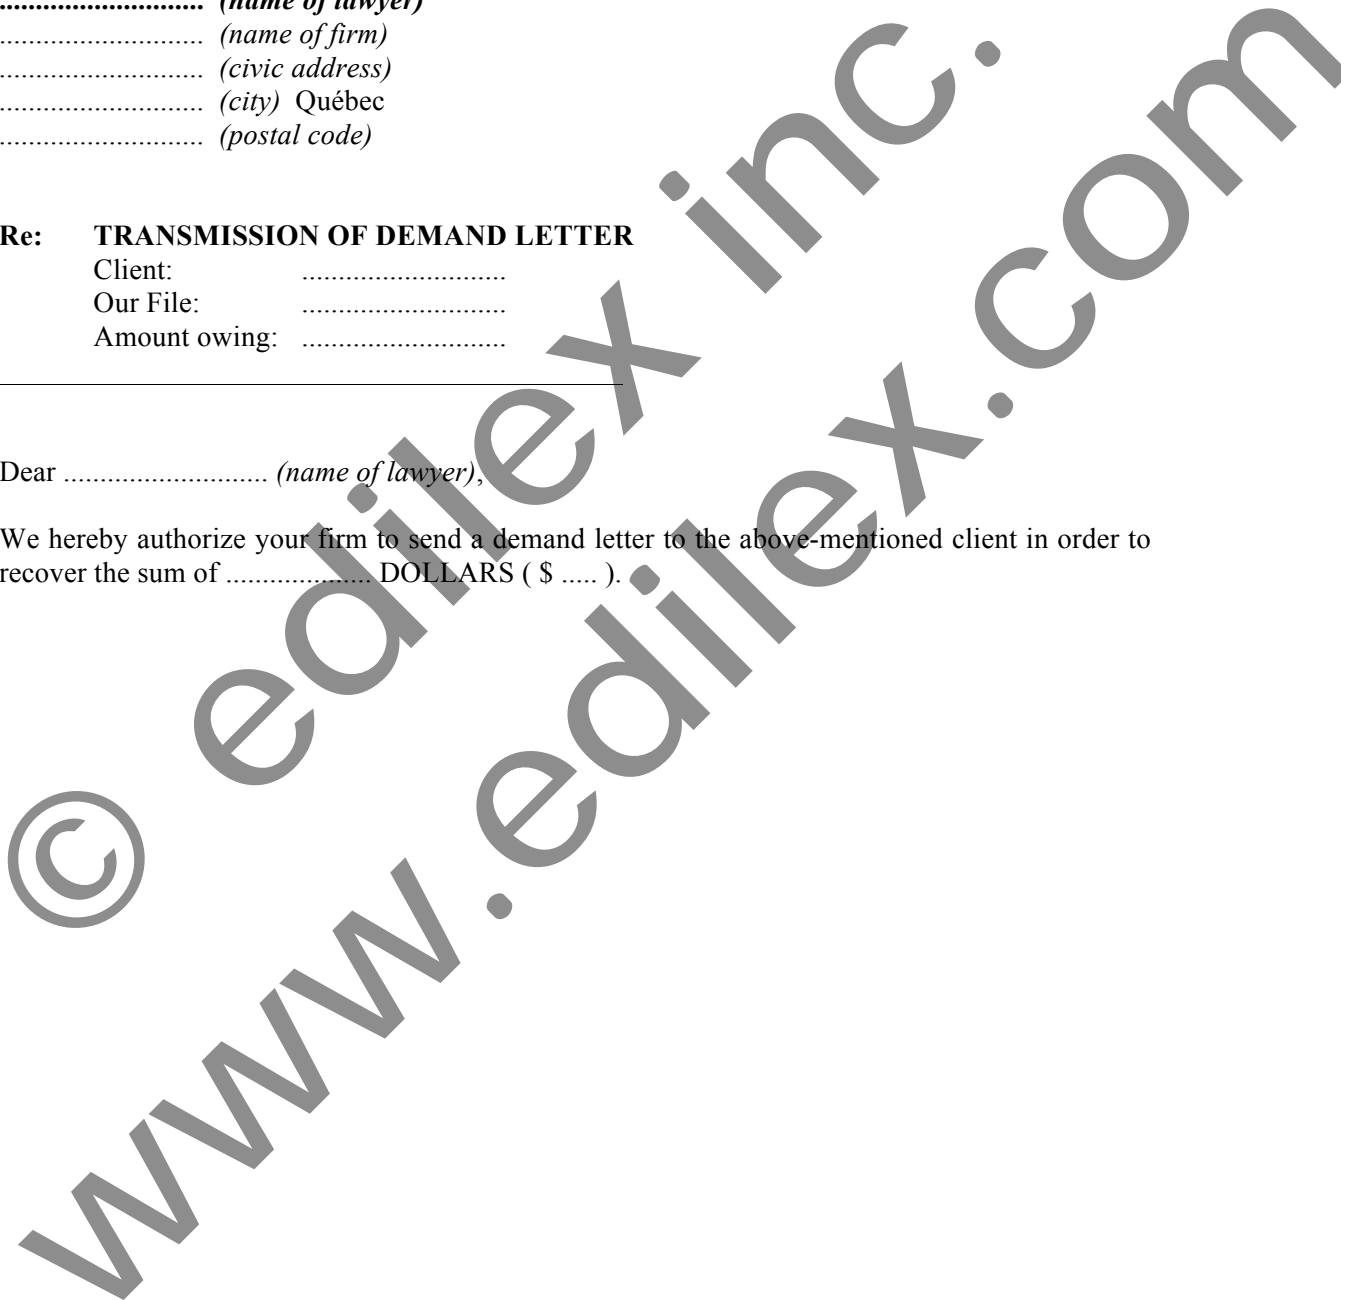 ............................ (name of lawyer)
............................ (name of firm)
............................ (civic address)
............................ (city) Québec
............................ (postal code)
Re: TRANSMISSION OF DEMAND LETTER
Client: ............................
Our File: ............................
Amount owing: ............................
Dear ............................ (name of lawyer),
We hereby authorize your firm to send a demand letter to the above-mentioned client in order to
recover the sum of .................... DOLLARS ( $ ..... ).
© edilex inc.
www.edilex.com